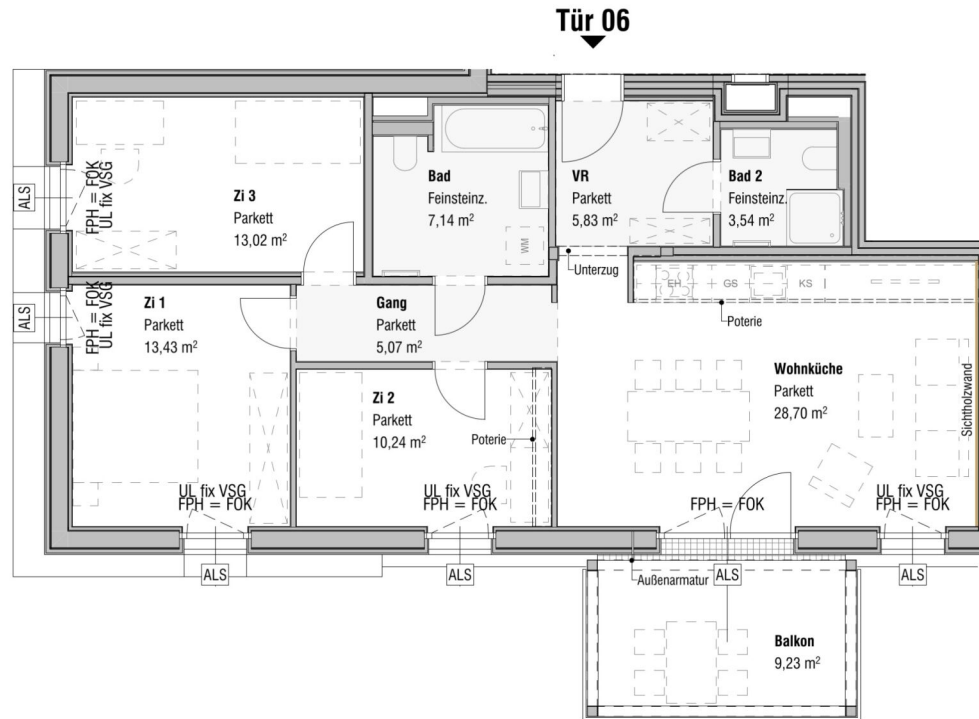 Tür 06
Zi 3
Parkett
13,02 m²
Bad
Feinsteinz.
7,14 m²
WM
VR
Parkett
5,83 m²
Bad 2
Feinsteinz.
3,54 m²
ALS
FPH = FOK
UL fix VSG
Unterzug
EH
GS
KS
Poterie
ALS
FPH = FOK
UL fix VSG
Zi 1
Parkett
13,43 m²
Gang
Parkett
5,07 m²
Zi 2
Parkett
10,24 m²
Poterie
Wohnküche
Parkett
28,70 m²
Sichtholzwand
UL fix VSG
FPH = FOK
UL fix VSG
FPH = FOK
FPH = FOK
UL fix VSG
FPH = FOK
ALS
ALS
Außenarmatur
ALS
ALS
Balkon
9,23 m²